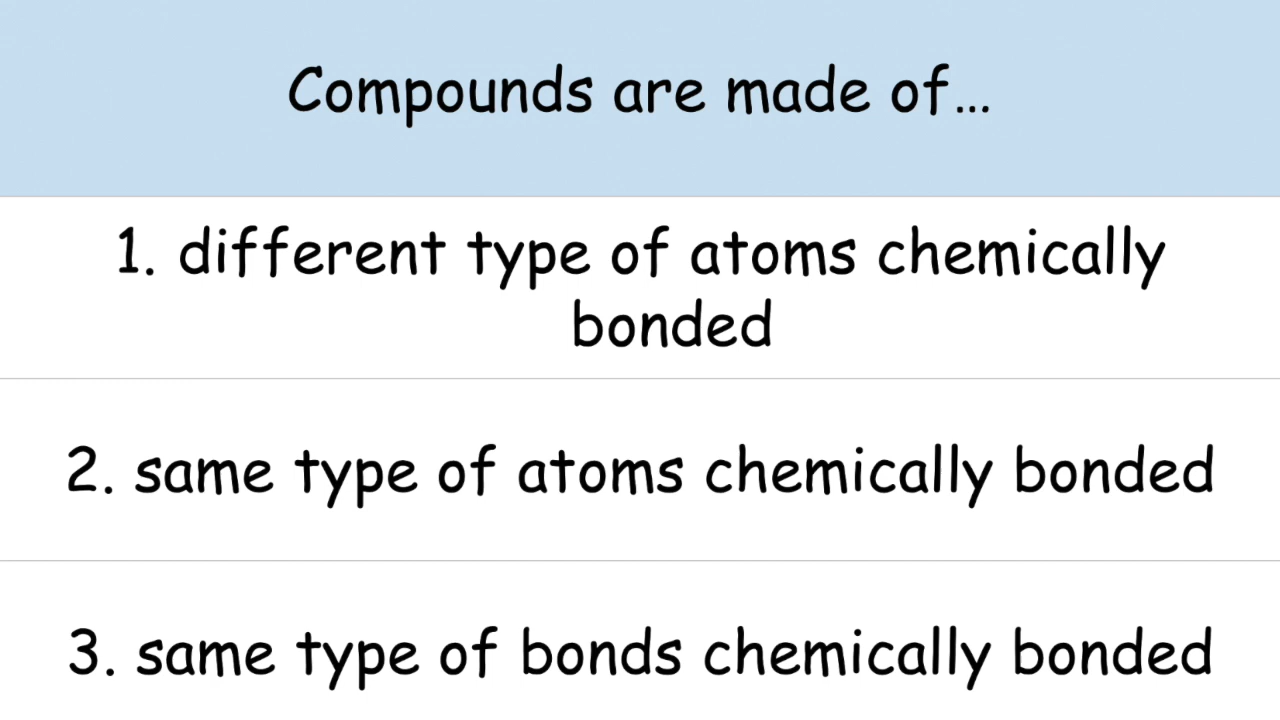 Compounds are made of…
1. different type of atoms chemically
bonded
2. same type of atoms chemically bonded
3. same type of bonds chemically bonded